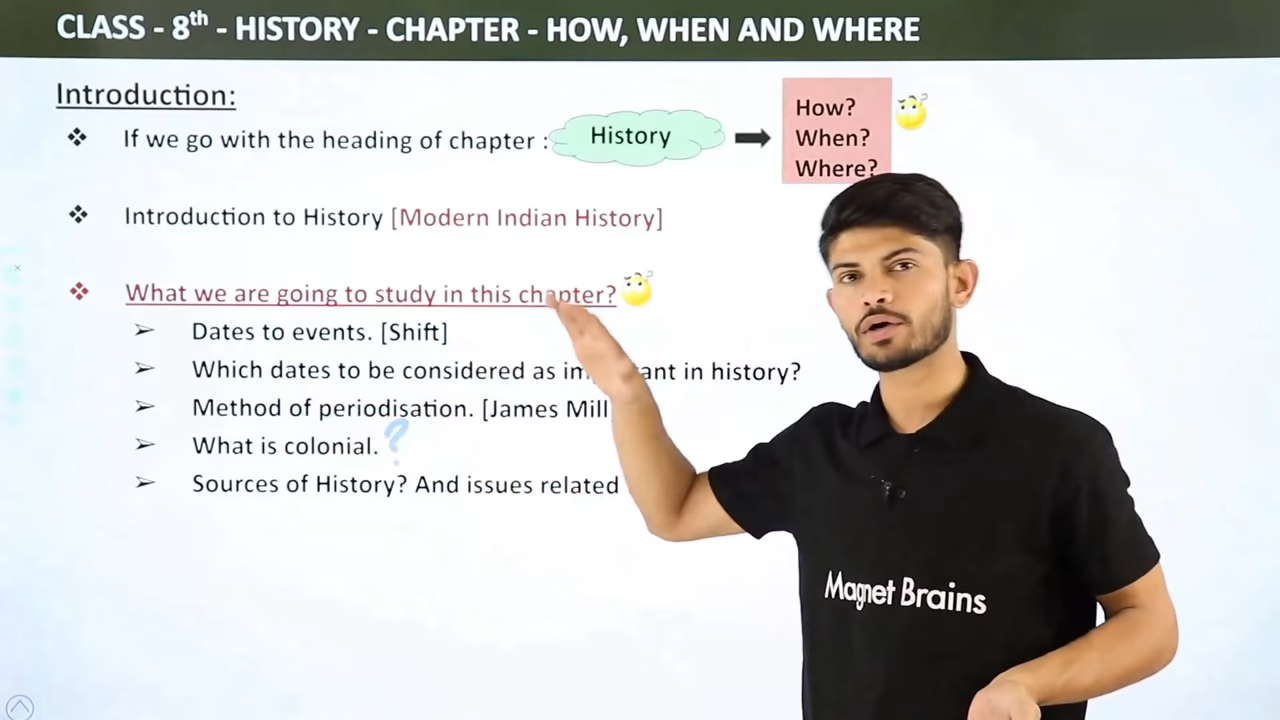 CLASS - 8th - HISTORY - CHAPTER - HOW, WHEN AND WHERE
Introduction:
❖ If we go with the heading of chapter : History
How?
When?
Where?
❖ Introduction to History [Modern Indian History]
❖ What we are going to study in this chapter?
➢ Dates to events. [Shift]
➢ Which dates to be considered as in history?
➢ Method of periodisation. [James Mill
➢ What is colonial. ?
➢ Sources of History? And issues related
Magnet Brains